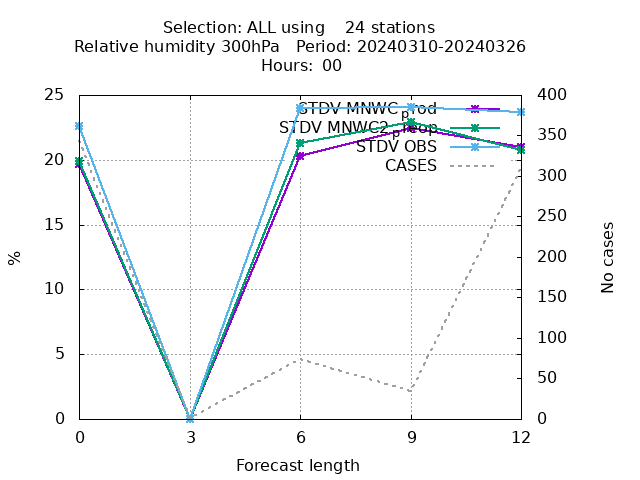 Selection: ALL using 24 stations
Relative humidity 300hPa Period: 20240310-20240326
Hours: 00
25
20
15
10
5
0
%
400
350
300
250
200
150
100
50
0
No cases
STDV MNWCprod
STDV MNWC2preop
STDV OBS
CASES
0 3 6 9 12
Forecast length